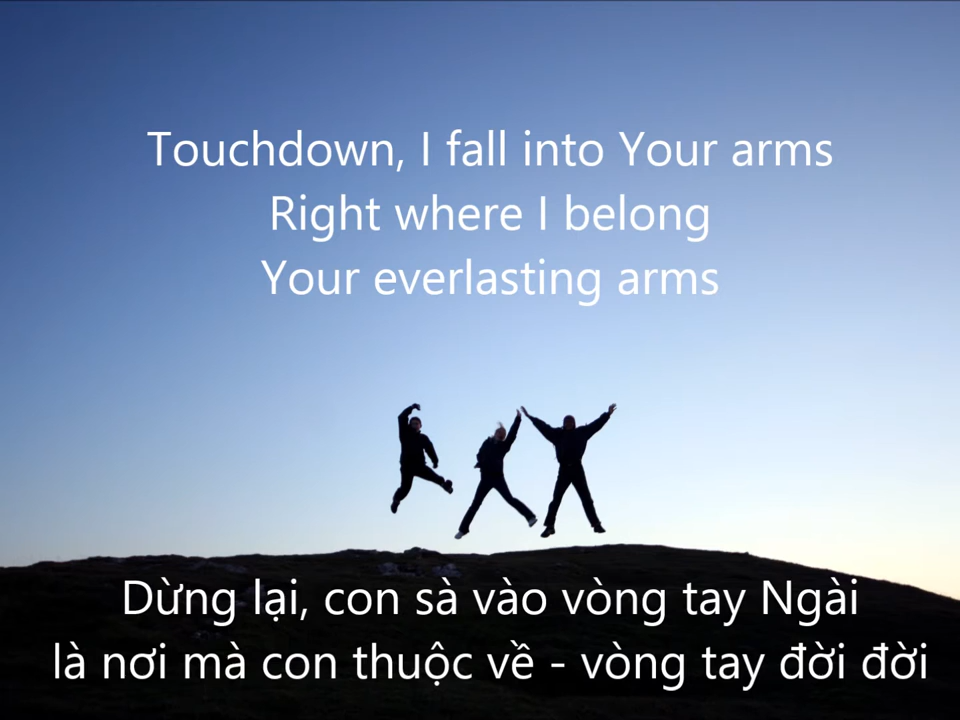 Touchdown, I fall into Your arms
Right where I belong
Your everlasting arms
Dừng lại, con sà vào vòng tay Ngài
là nơi mà con thuộc về - vòng tay đời đời